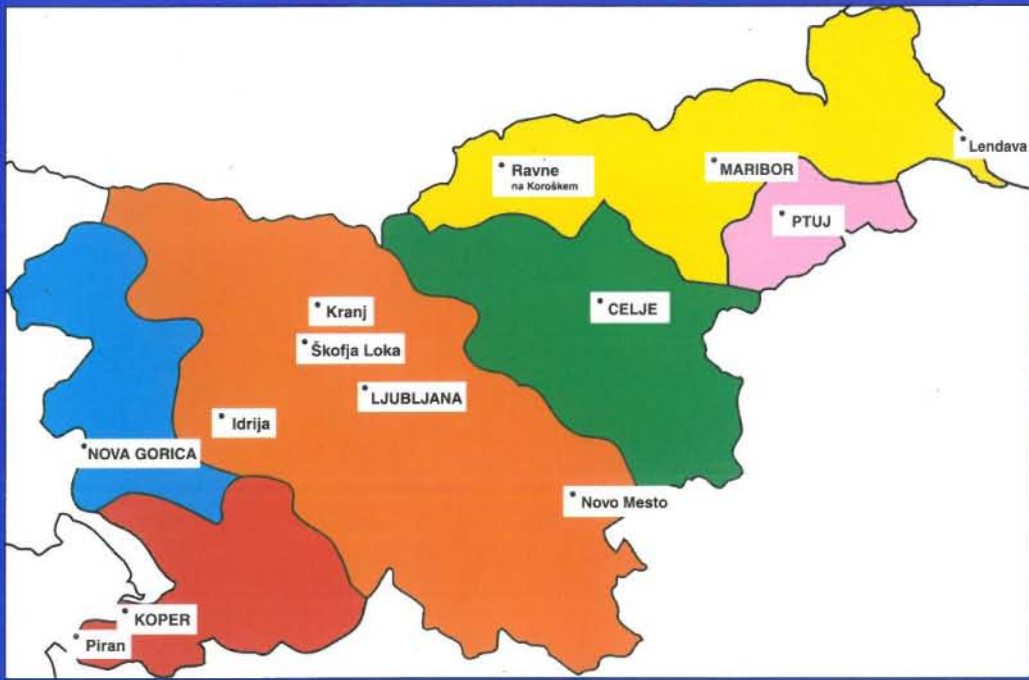 Lendava
Ravne
na Koroškem
MARIBOR
PTUJ
CELJE
Kranj
Škofja Loka
LJUBLJANA
Idrija
NOVA GORICA
Novo Mesto
KOPER
Piran